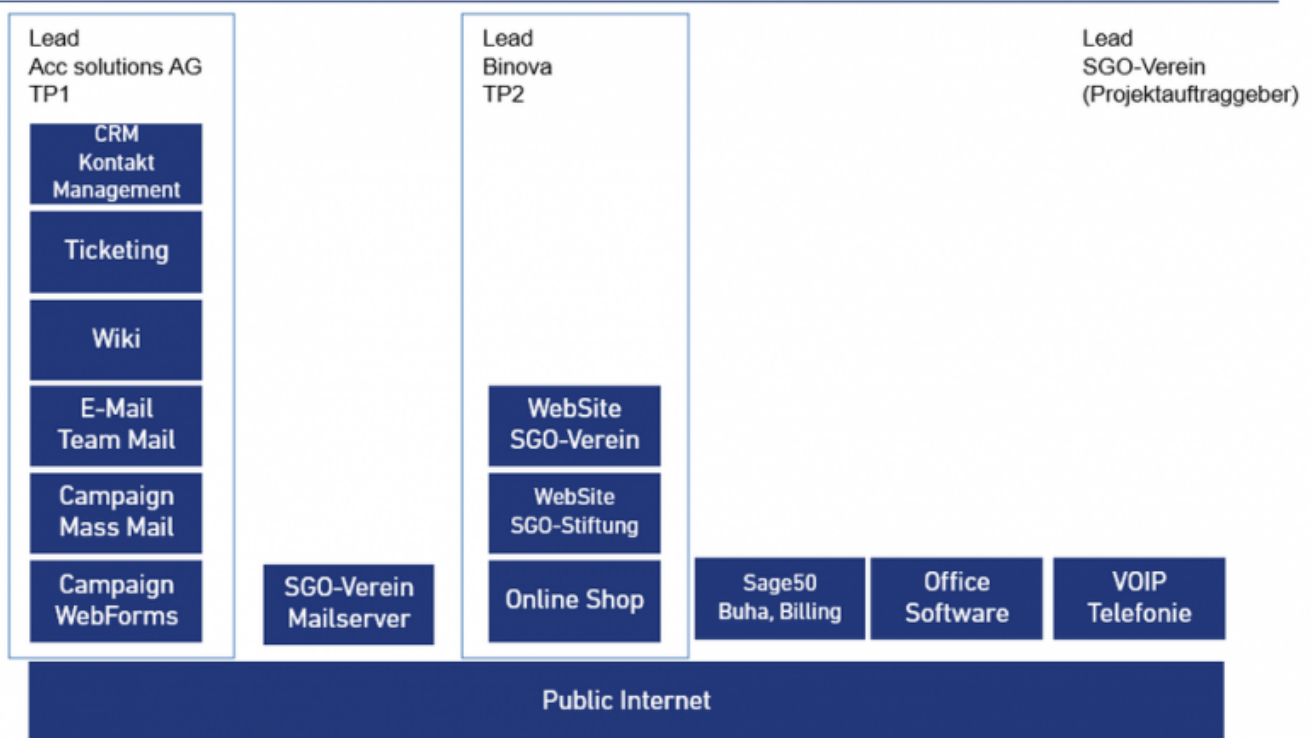 Lead
Acc solutions AG
TP1
CRM
Kontakt
Management
Ticketing
Wiki
E-Mail
Team Mail
Campaign
Mass Mail
Campaign
WebForms
SGO-Verein
Mailserver
Lead
Binova
TP2
WebSite
SGO-Verein
WebSite
SGO-Stiftung
Online Shop
Lead
SGO-Verein
(Projektauftraggeber)
Sage50
Buha, Billing
Office
Software
VOIP
Telefonie
Public Internet